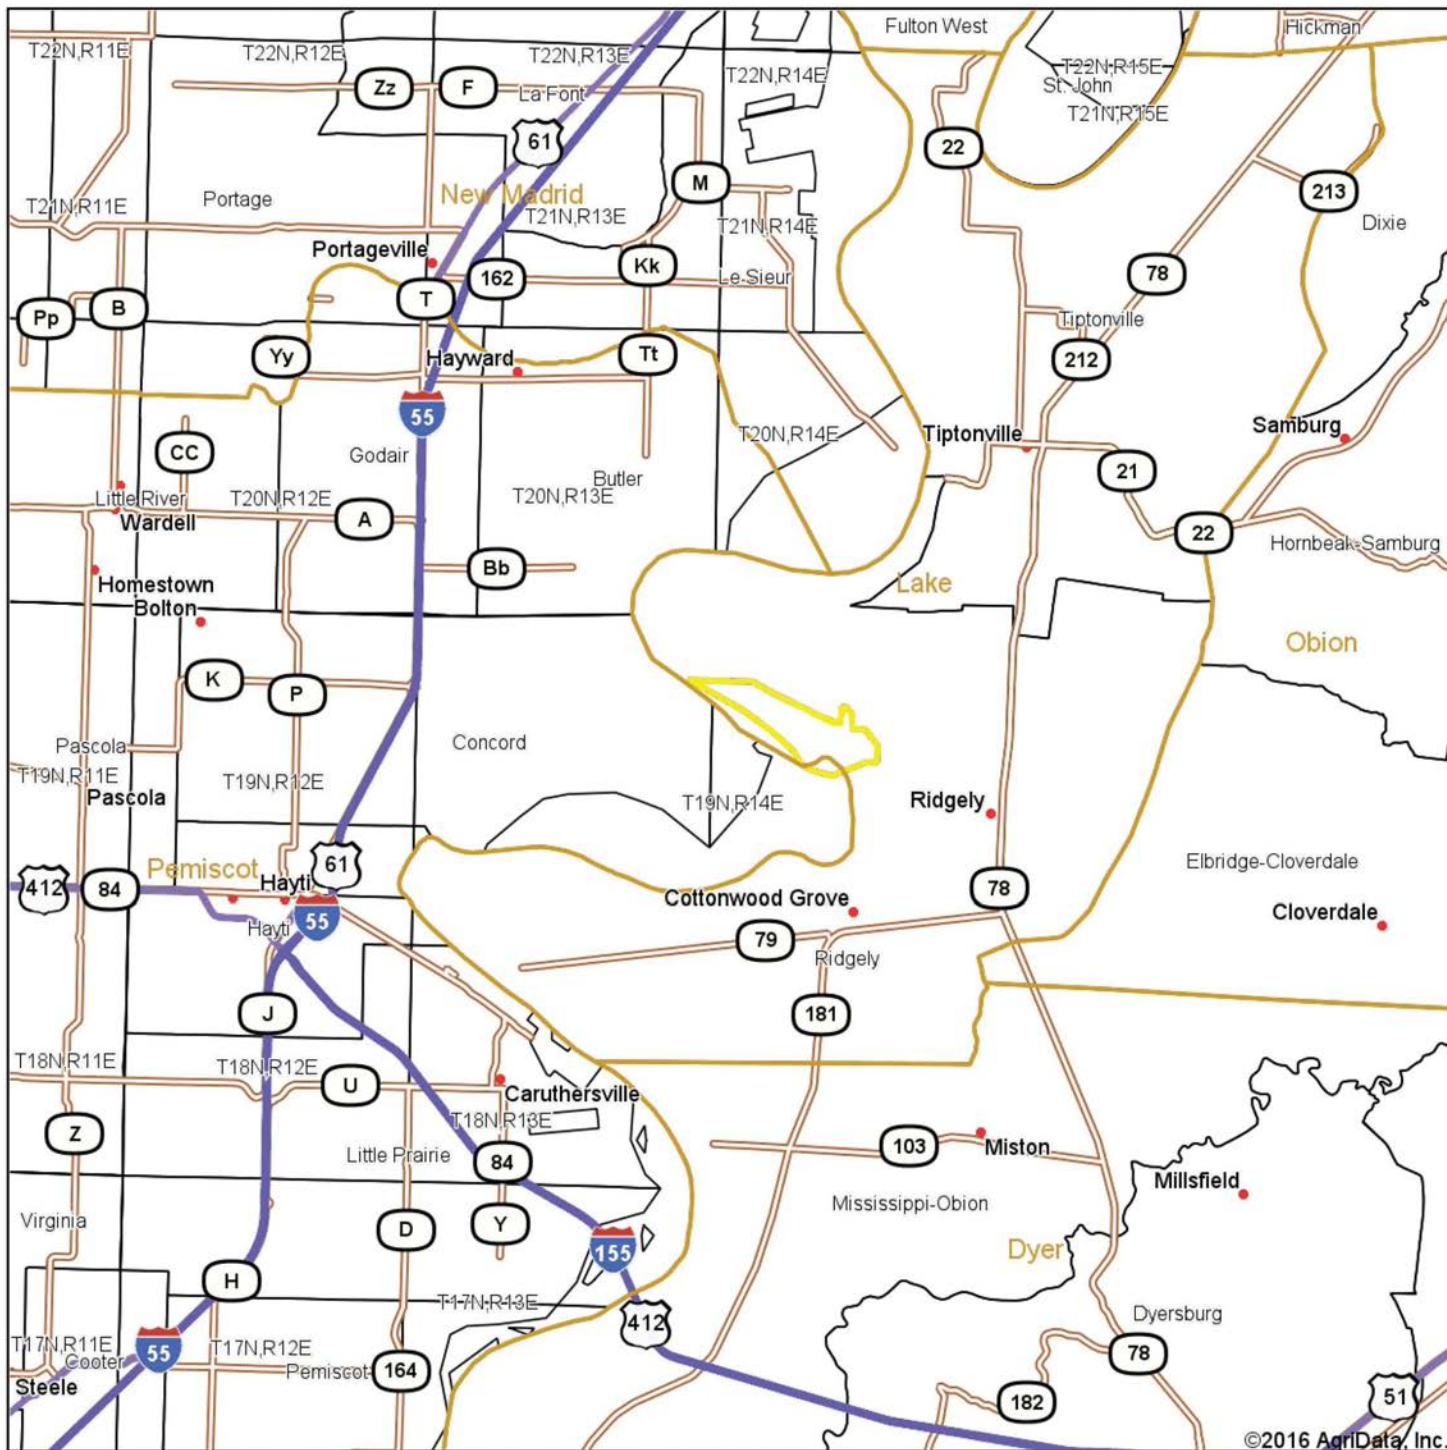 Fulton West
Hickman
T22N,R11E
T22N,R12E
T22N,R13E
T22N,R14E
T22N,R15E
St. John
Zz
F
La Font
T21N,R15E
61
22
M
213
New Madrid
Portage
T21N,R11E
T21N,R13E
T21N,R14E
Dixie
Portageville
162
Kk
Le Sieur
78
T
B
Pp
Tiptonville
Yy
Hayward
Tt
212
55
Samburg
CC
T20N,R14E
Tiptonville
Godair
21
Butler
Little River
T20N,R12E
T20N,R13E
Wardell
A
22
Hornbeak-Samburg
Bb
Homestown
Lake
Bolton
Obion
K
P
Pascola
Concord
T19N,R11E
T19N,R12E
Pascola
T19N,R14E
Ridgely
61
Pemiscot
Elbridge-Cloverdale
412
84
Hayti
78
Cottonwood Grove
Cloverdale
55
Hayti
79
Ridgely
J
181
T18N,R11E
T18N,R12E
U
Caruthersville
T18N,R13E
Z
103
Miston
Little Prairie
84
Millsfield
Mississippi-Obion
Virginia
D
Y
155
Dyer
H
T17N,R13E
412
Dyersburg
T17N,R11E
T17N,R12E
55
78
Cooter
Pemiscot
164
Steele
182
51
©2016 AgriData, Inc.